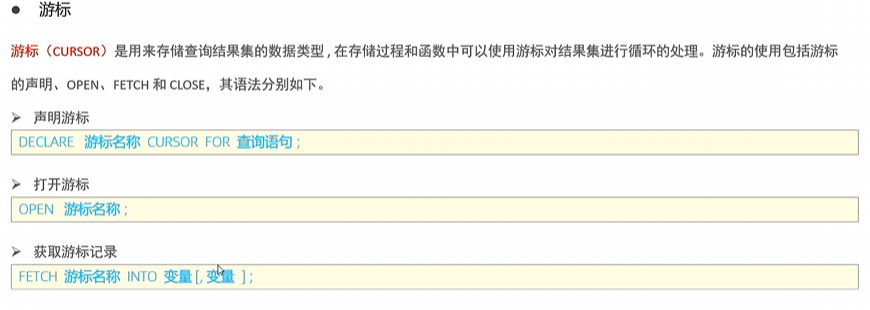 ● 游标
游标（CURSOR）是用来存储查询结果集的数据类型 , 在存储过程和函数中可以使用游标对结果集进行循环的处理。游标的使用包括游标
的声明、OPEN、FETCH 和 CLOSE，其语法分别如下。
➢ 声明游标
DECLARE 游标名称 CURSOR FOR 查询语句 ;
➢ 打开游标
OPEN 游标名称 ;
➢ 获取游标记录
FETCH 游标名称 INTO 变量 [, 变量 ] ;